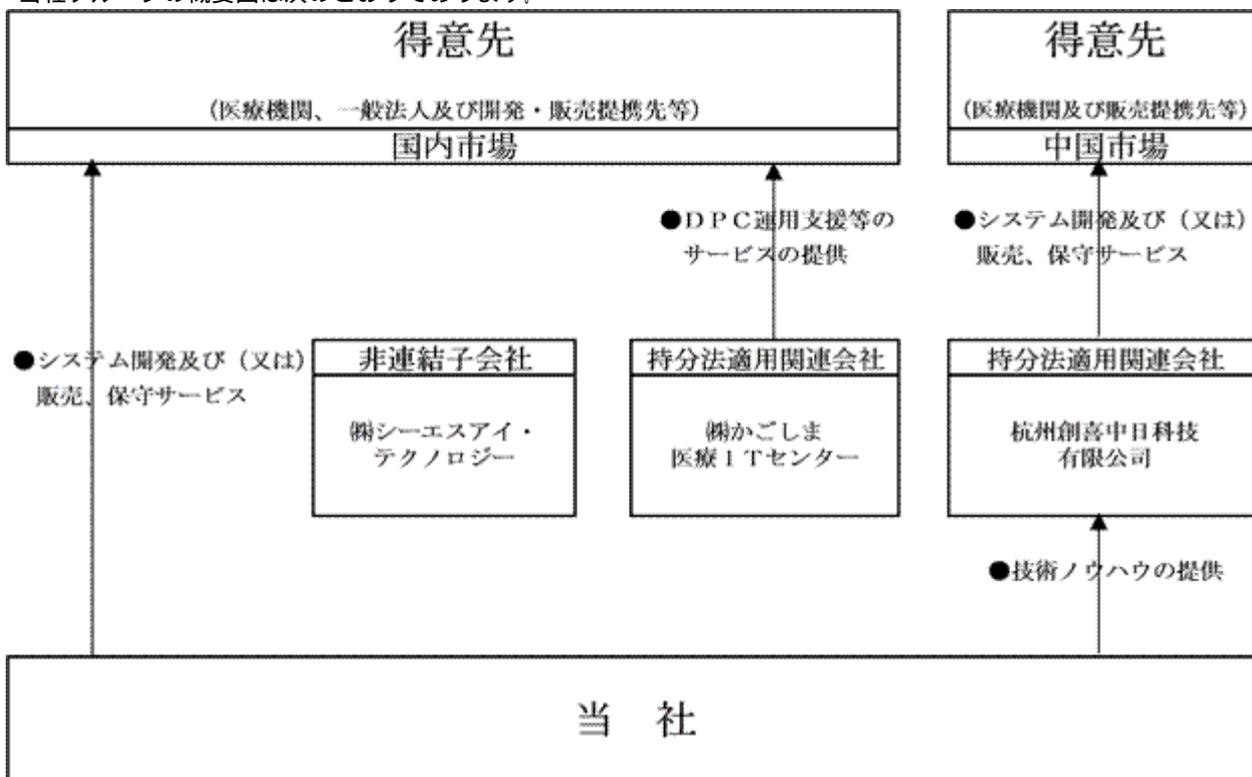 当社グループの概要図は次のとおりであります。
得意先
(医療機関、一般法人及び開発・販売提携先等)
国内市場
得意先
(医療機関及び販売提携先等)
中国市場
●DPC運用支援等の
サービスの提供
●システム開発及び(又は)
販売、保守サービス
●システム開発及び(又は)
販売、保守サービス
非連結子会社
㈱シーエスアイ・
テクノロジー
持分法適用関連会社
㈱かごしま
医療ITセンター
持分法適用関連会社
杭州創喜中日科技
有限公司
●技術ノウハウの提供
当 社